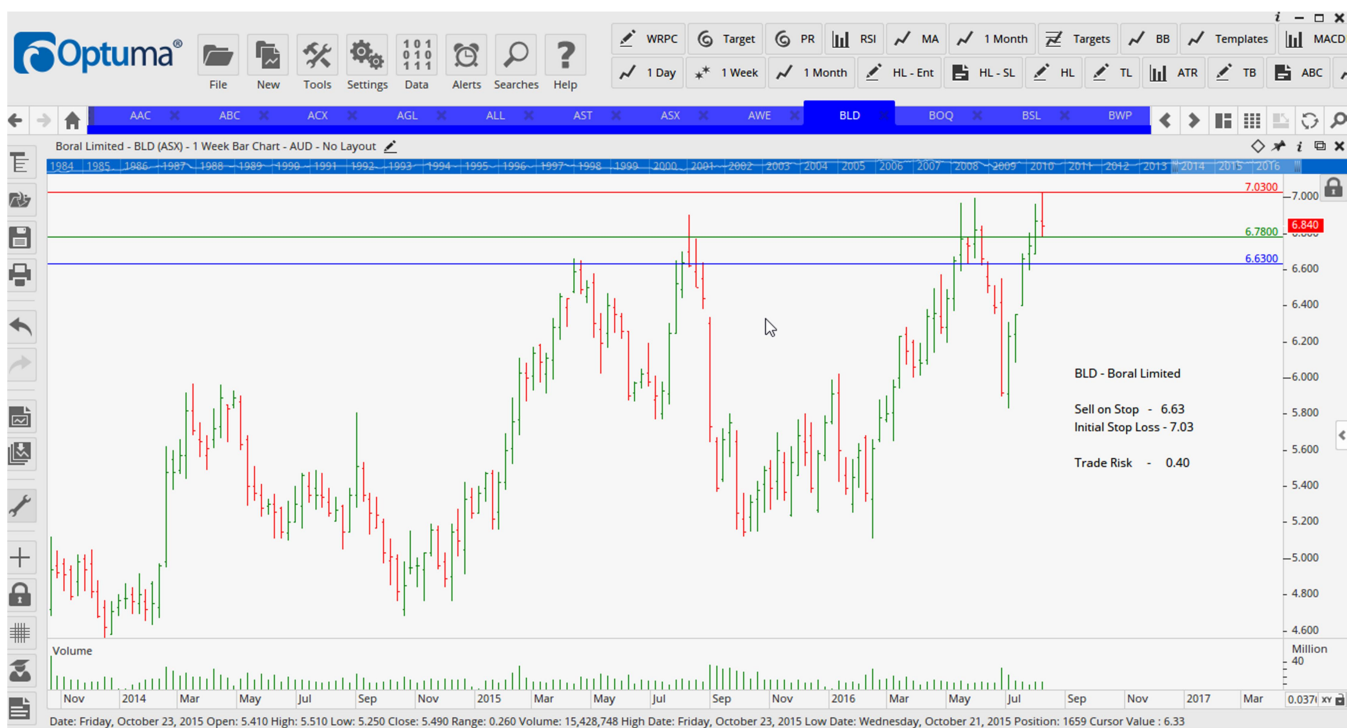 Optuma®
File New Tools Settings Data Alerts Searches Help
WRPC Target PR RSI MA 1 Month Targets BB Templates MACD
1 Day 1 Week 1 Month HL - Ent HL - SL HL TL ATR TB ABC
AAC ABC ACX AGL ALL AST ASX AWE BLD BOQ BSL BWP
Boral Limited - BLD (ASX) - 1 Week Bar Chart - AUD - No Layout
1984 1985 1986 1987 1988 1989 1990 1991 1992 1993 1994 1995 1996 1997 1998 1999 2000 2001 2002 2003 2004 2005 2006 2007 2008 2009 2010 2011 2012 2013 2014 2015 2016
7.0300
7.000
6.840
6.7800
6.6300
6.600
6.400
6.200
6.000
BLD - Boral Limited
5.800
Sell on Stop - 6.63
Initial Stop Loss - 7.03
5.600
Trade Risk - 0.40
5.400
5.200
5.000
4.800
4.600
Volume
Million
40
Nov 2014 Mar May Jul Sep Nov 2015 Mar May Jul Sep Nov 2016 Mar May Jul Sep Nov 2017 Mar
XY
Date: Friday, October 23, 2015 Open: 5.410 High: 5.510 Low: 5.250 Close: 5.490 Range: 0.260 Volume: 15,428,748 High Date: Friday, October 23, 2015 Low Date: Wednesday, October 21, 2015 Position: 1659 Cursor Value : 6.33